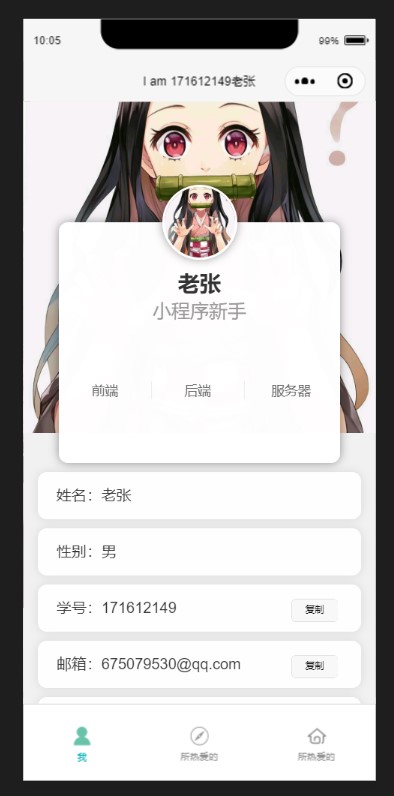 10:05 99%
I am 171612149老张
老张
小程序新手
前端 后端 服务器
姓名：老张
性别：男
学号：171612149 复制
邮箱：675079530@qq.com 复制
我 所热爱的 所热爱的